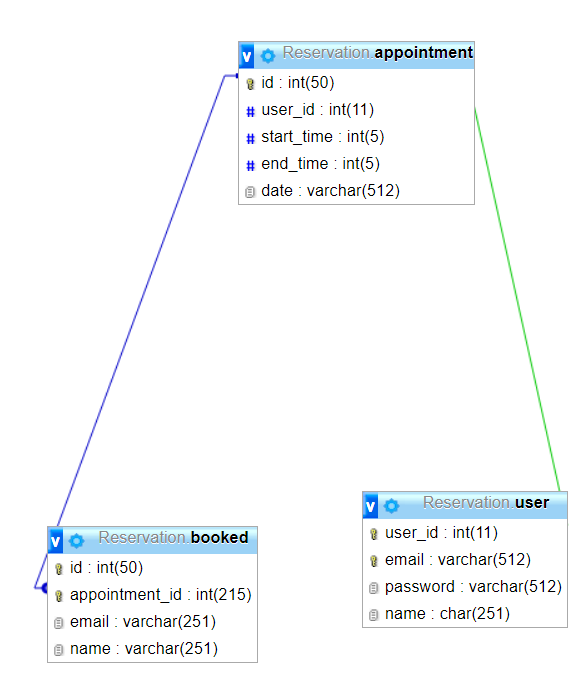 v Reservation.appointment
id : int(50)
# user_id : int(11)
# start_time : int(5)
# end_time : int(5)
date : varchar(512)
v Reservation.booked
id : int(50)
appointment_id : int(215)
email : varchar(251)
name : varchar(251)
v Reservation.user
user_id : int(11)
email : varchar(512)
password : varchar(512)
name : char(251)